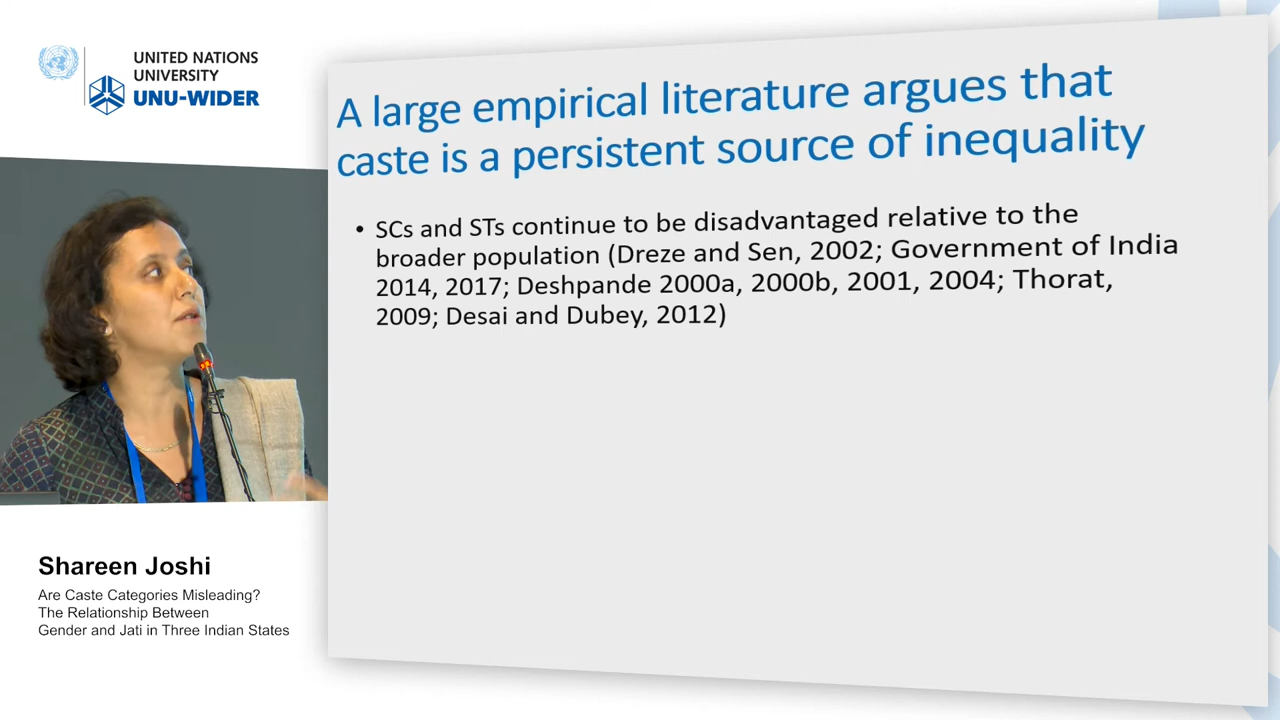 UNITED NATIONS
UNIVERSITY
UNU-WIDER
A large empirical literature argues that
caste is a persistent source of inequality
• SCs and STs continue to be disadvantaged relative to the
broader population (Dreze and Sen, 2002; Government of India
2014, 2017; Deshpande 2000a, 2000b, 2001, 2004; Thorat,
2009; Desai and Dubey, 2012)
Shareen Joshi
Are Caste Categories Misleading?
The Relationship Between
Gender and Jati in Three Indian States